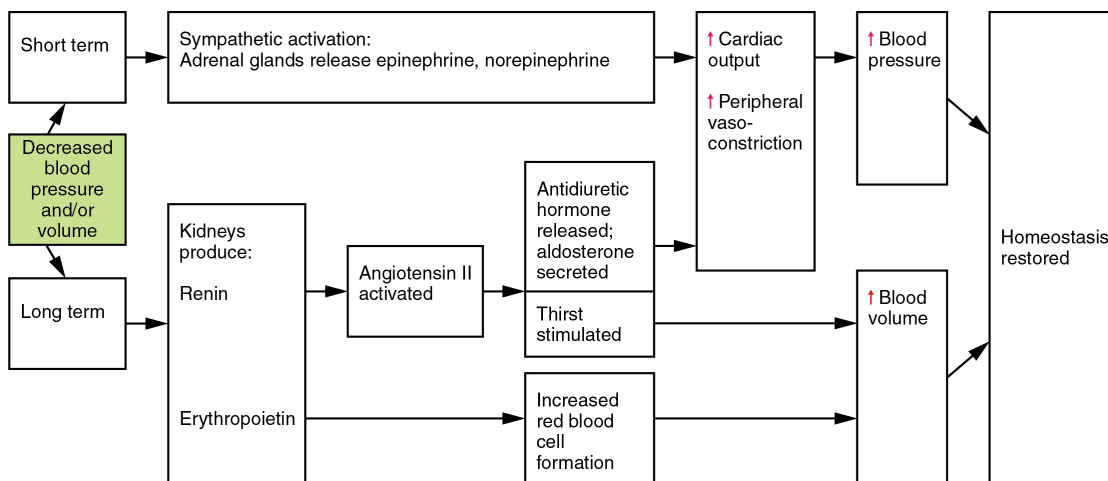 Short term
Sympathetic activation:
Adrenal glands release epinephrine, norepinephrine
↑ Cardiac
output
↑ Peripheral
vaso-
constriction
↑ Blood
pressure
Decreased
blood
pressure
and/or
volume
Long term
Kidneys
produce:
Renin
Erythropoietin
Angiotensin II
activated
Antidiuretic
hormone
released;
aldosterone
secreted
Thirst
stimulated
Increased
red blood
cell
formation
↑ Blood
volume
Homeostasis
restored